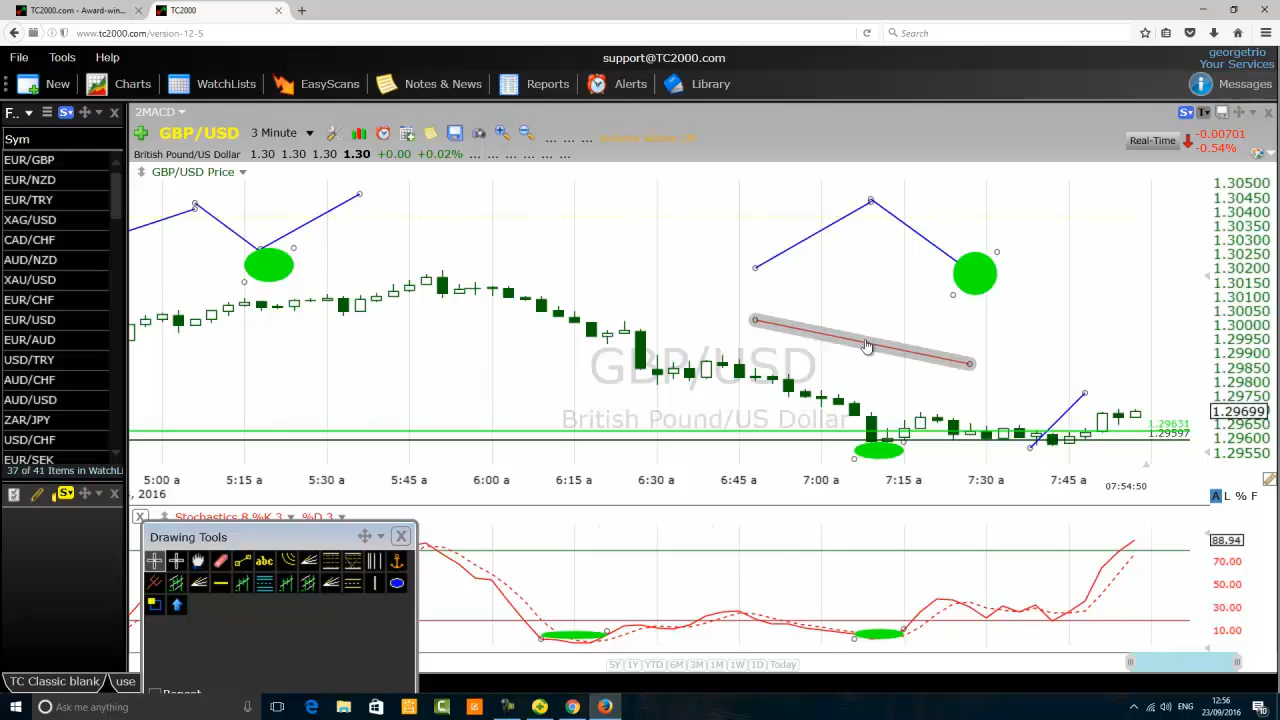 TC2000.com - Award-win...
TC2000
www.tc2000.com/version-12-5
Search
File Tools Help
support@TC2000.com
georgetrio
Your Services
New Charts WatchLists EasyScans Notes & News Reports Alerts Library Messages
F..
2MACD
Sym
GBP/USD 3 Minute
... ... ...
British Pound/US Dollar 1.30 1.30 1.30 1.30 +0.00 +0.02% ... ... ... ... ...
Real-Time
-0.00701
-0.54%
EUR/GBP
EUR/NZD
EUR/TRY
XAG/USD
CAD/CHF
AUD/NZD
XAU/USD
EUR/CHF
EUR/USD
EUR/AUD
USD/TRY
AUD/CHF
AUD/USD
ZAR/JPY
USD/CHF
EUR/SEK
37 of 41 Items in WatchLi
GBP/USD Price
GBP/USD
British Pound/US Dollar
1.30500
1.30450
1.30400
1.30350
1.30300
1.30250
1.30200
1.30150
1.30100
1.30050
1.30000
1.29950
1.29900
1.29850
1.29800
1.29750
1.29699
1.29650
1.29600
1.29550
1.29631
1.29597
5:00 a 5:15 a 5:30 a 5:45 a 6:00 a 6:15 a 6:30 a 6:45 a 7:00 a 7:15 a 7:30 a 7:45 a
, 2016
07:54:50
A L % F
Stochastics 8 %K 3 %D 3
88.94
70.00
50.00
30.00
10.00
Drawing Tools
abc
Repeat
5Y 1Y YTD 6M 3M 1M 1W 1D Today
TC Classic blank use
Ask me anything
ENG
12:56
23/09/2016